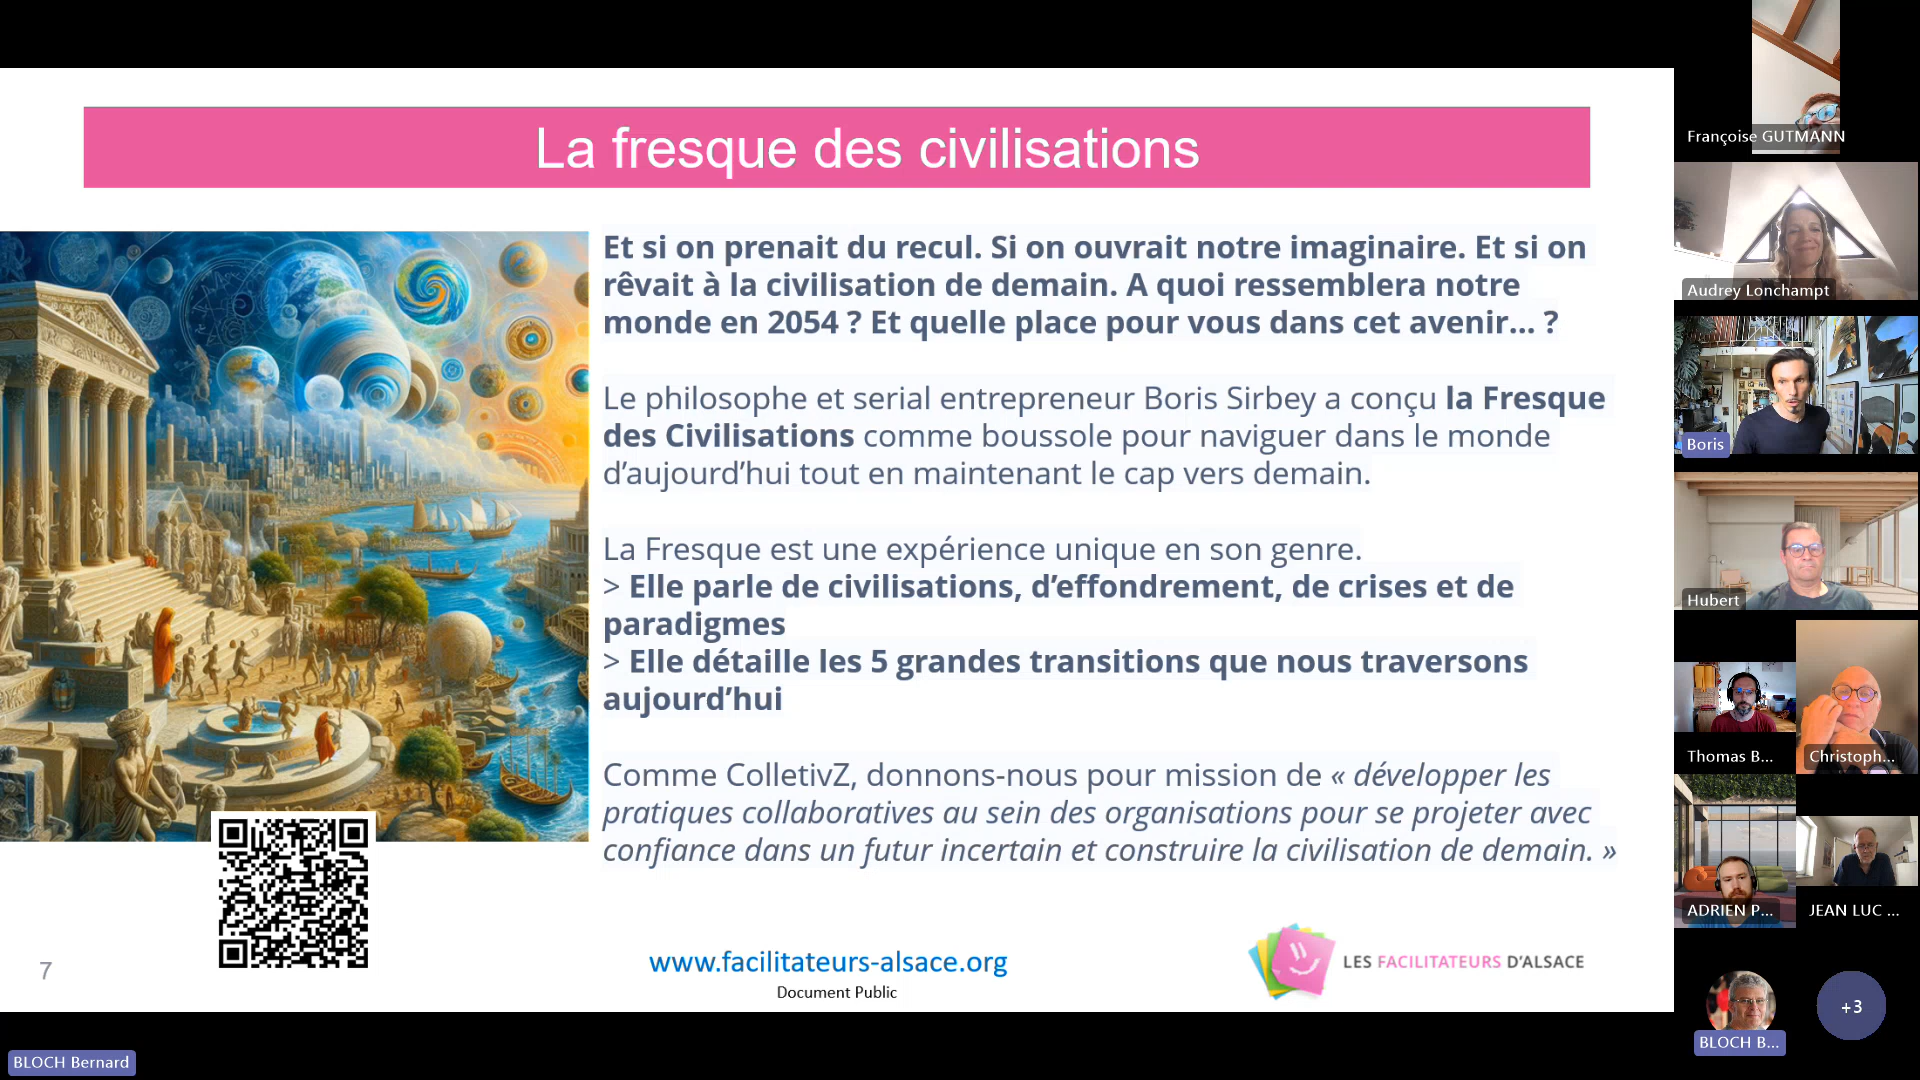 La fresque des civilisations
Et si on prenait du recul. Si on ouvrait notre imaginaire. Et si on
rêvait à la civilisation de demain. A quoi ressemblera notre
monde en 2054 ? Et quelle place pour vous dans cet avenir... ?
Le philosophe et serial entrepreneur Boris Sirbey a conçu la Fresque
des Civilisations comme boussole pour naviguer dans le monde
d’aujourd’hui tout en maintenant le cap vers demain.
La Fresque est une expérience unique en son genre.
> Elle parle de civilisations, d’effondrement, de crises et de
paradigmes
> Elle détaille les 5 grandes transitions que nous traversons
aujourd’hui
Comme ColletivZ, donnons-nous pour mission de « développer les
pratiques collaboratives au sein des organisations pour se projeter avec
confiance dans un futur incertain et construire la civilisation de demain. »
7
www.facilitateurs-alsace.org
Document Public
LES FACILITATEURS D'ALSACE
BLOCH Bernard
Françoise GUTMANN
Audrey Lonchampt
Boris
Hubert
Thomas B...
Christoph...
ADRIEN P...
JEAN LUC ...
BLOCH B...
+3